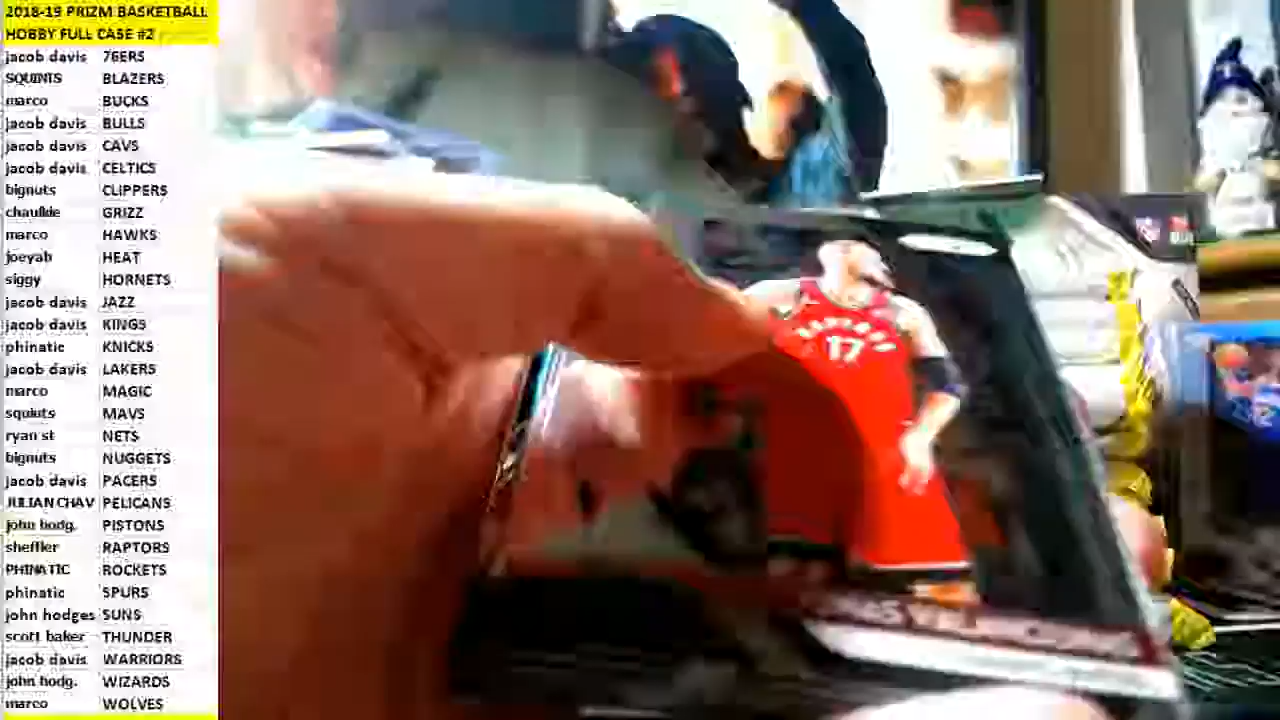 2018-19 PRIZM BASKETBALL
HOBBY FULL CASE #2
jacob davis 76ERS
SQUINTS BLAZERS
marco BUCKS
jacob davis BULLS
jacob davis CAVS
jacob davis CELTICS
bignuts CLIPPERS
GRIZZ
marco HAWKS
joeyab HEAT
siggy HORNETS
jacob davis JAZZ
jacob davis KINGS
phinatic KNICKS
jacob davis LAKERS
marco MAGIC
squints MAVS
ryan st NETS
bignuts NUGGETS
jacob davis PACERS
JULIAN CHAV PELICANS
john hodg. PISTONS
sheffler RAPTORS
PHINATIC ROCKETS
phinatic SPURS
john hodges SUNS
scott baker THUNDER
jacob davis WARRIORS
john hodg. WIZARDS
marco WOLVES
17